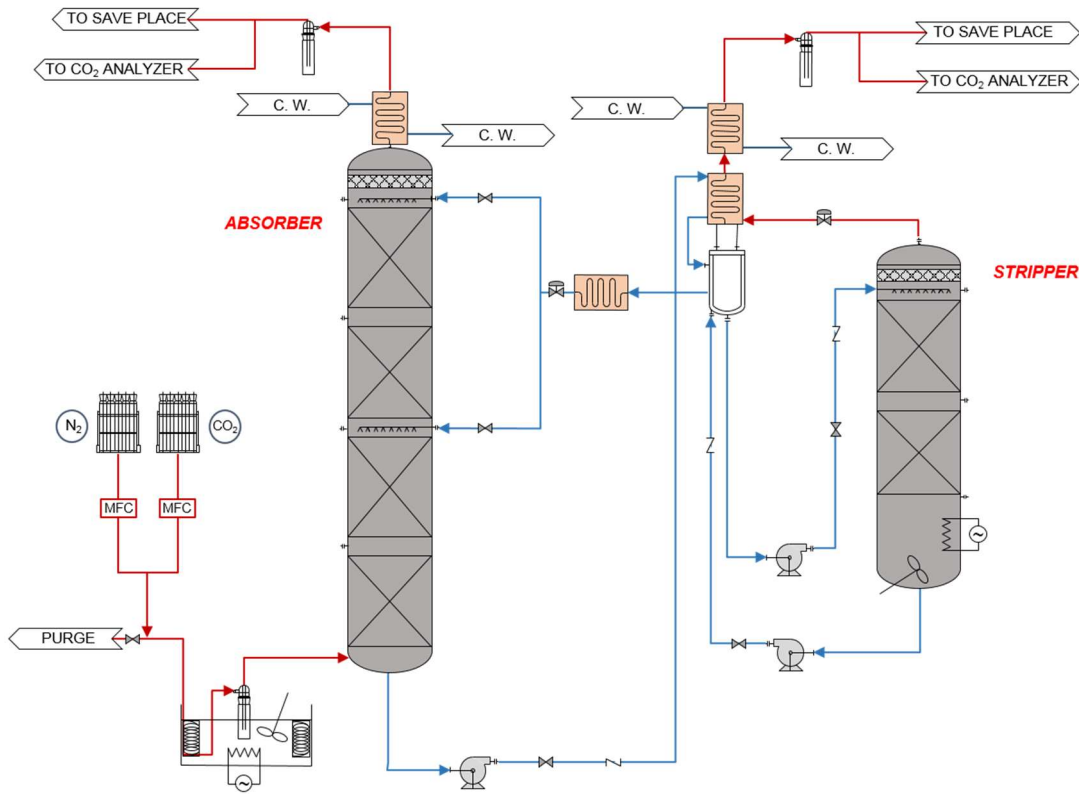 TO SAVE PLACE
TO CO₂ ANALYZER
C. W.
C. W.
ABSORBER
TO SAVE PLACE
TO CO₂ ANALYZER
C. W.
C. W.
STRIPPER
N₂
CO₂
MFC
MFC
PURGE